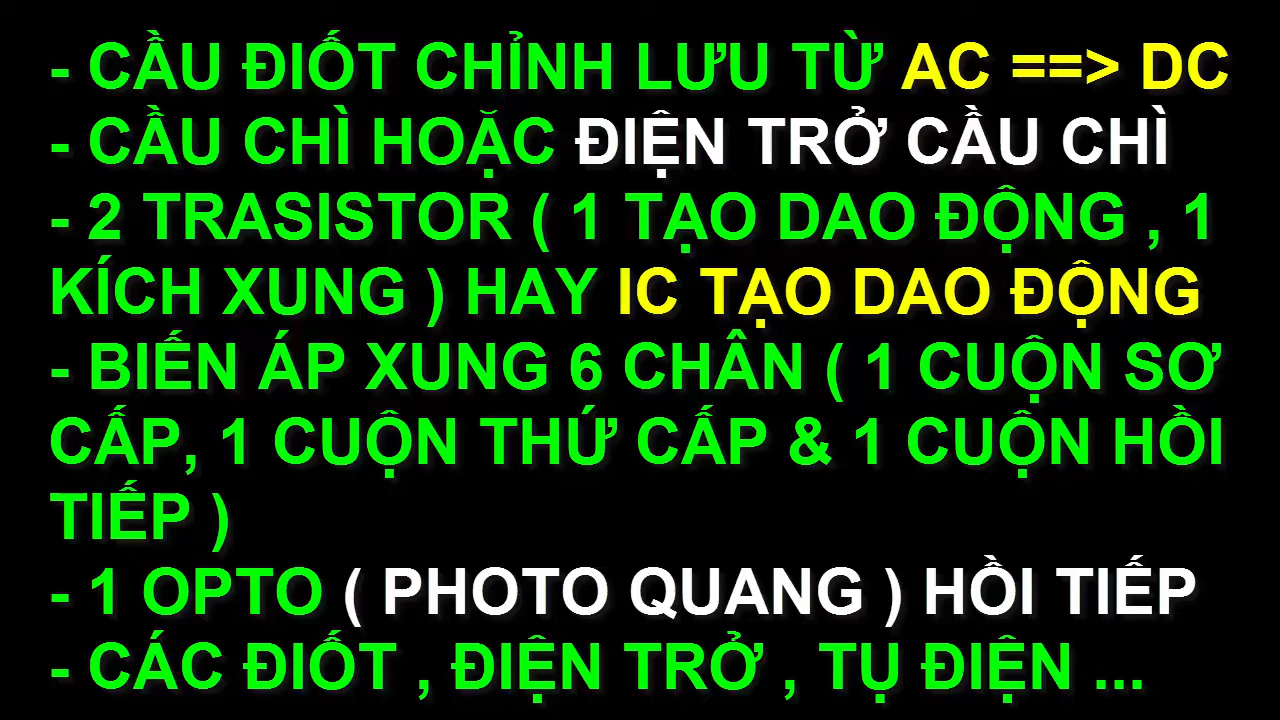 - CẦU ĐIỐT CHỈNH LƯU TỪ AC ==> DC
- CẦU CHÌ HOẶC ĐIỆN TRỞ CẦU CHÌ
- 2 TRASISTOR ( 1 TẠO DAO ĐỘNG , 1
KÍCH XUNG ) HAY IC TẠO DAO ĐỘNG
- BIẾN ÁP XUNG 6 CHÂN ( 1 CUỘN SƠ
CẤP, 1 CUỘN THỨ CẤP & 1 CUỘN HỒI
TIẾP )
- 1 OPTO ( PHOTO QUANG ) HỒI TIẾP
- CÁC ĐIỐT , ĐIỆN TRỞ , TỤ ĐIỆN ...